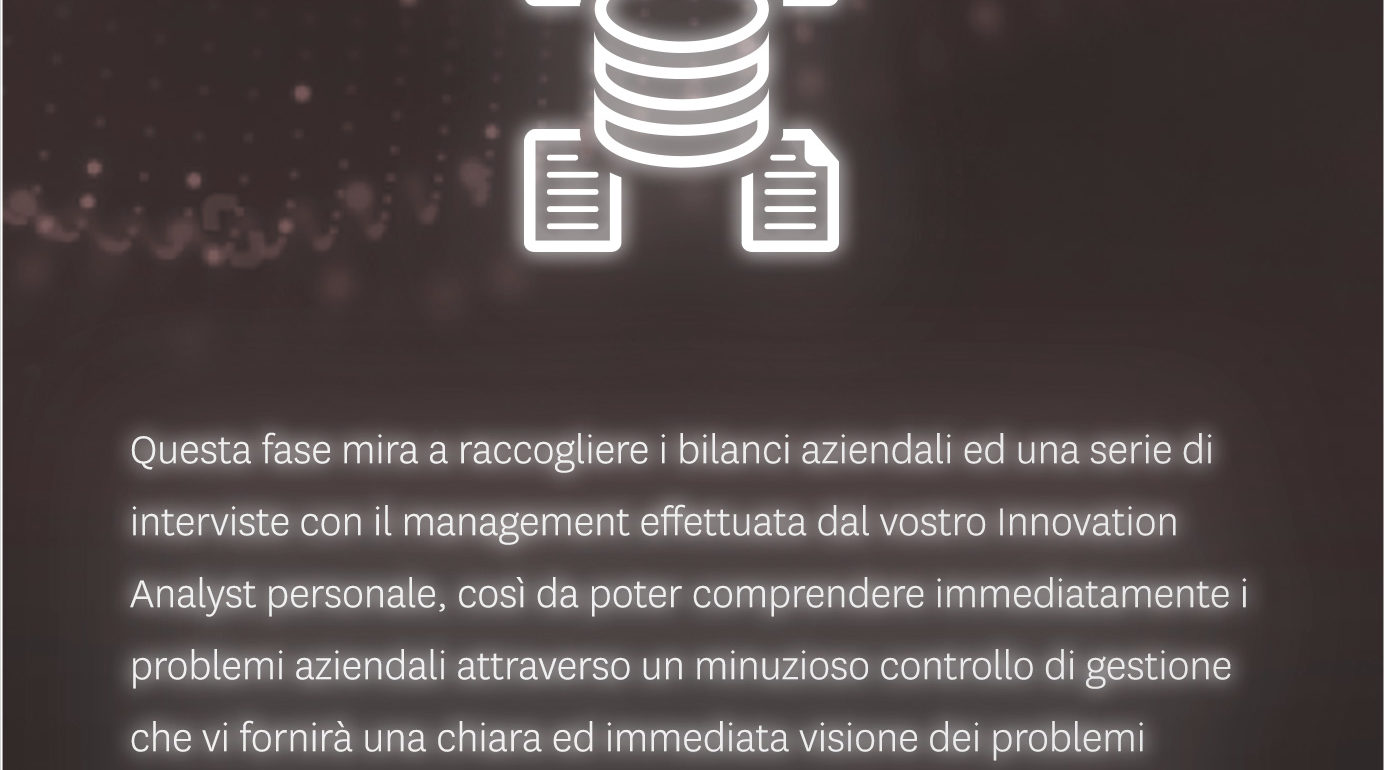 Questa fase mira a raccogliere i bilanci aziendali ed una serie di
interviste con il management effettuata dal vostro Innovation
Analyst personale, così da poter comprendere immediatamente i
problemi aziendali attraverso un minuzioso controllo di gestione
che vi fornirà una chiara ed immediata visione dei problemi